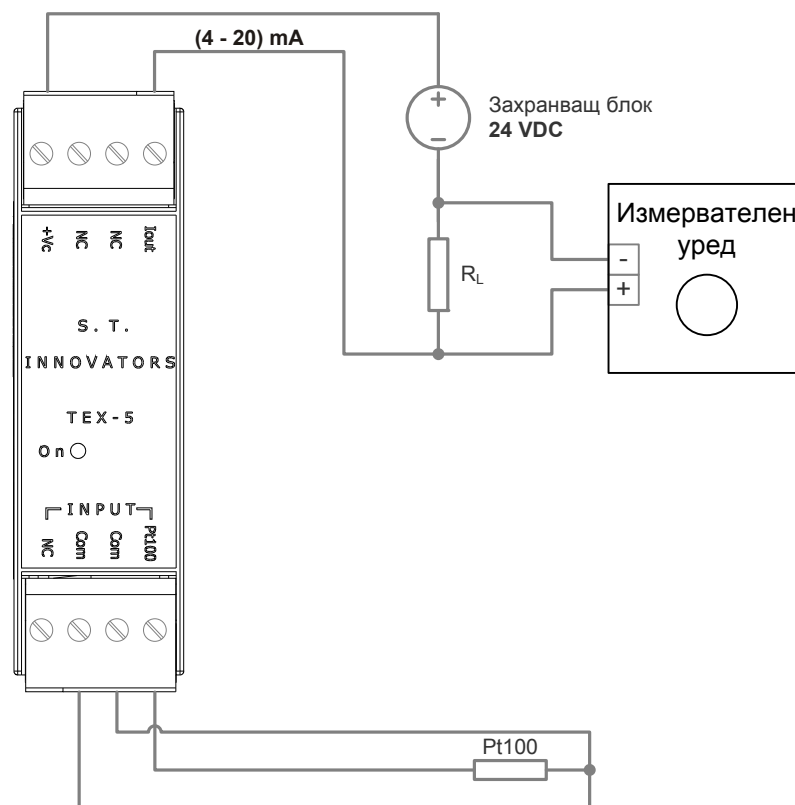 (4 - 20) mA
+
Захранващ блок
24 VDC
−
Измервателен
уред
-
+
RL
+Vc
NC
NC
Iout
S. T.
INNOVATORS
TEX-5
On
INPUT
NC
Com
Com
Pt100
Pt100